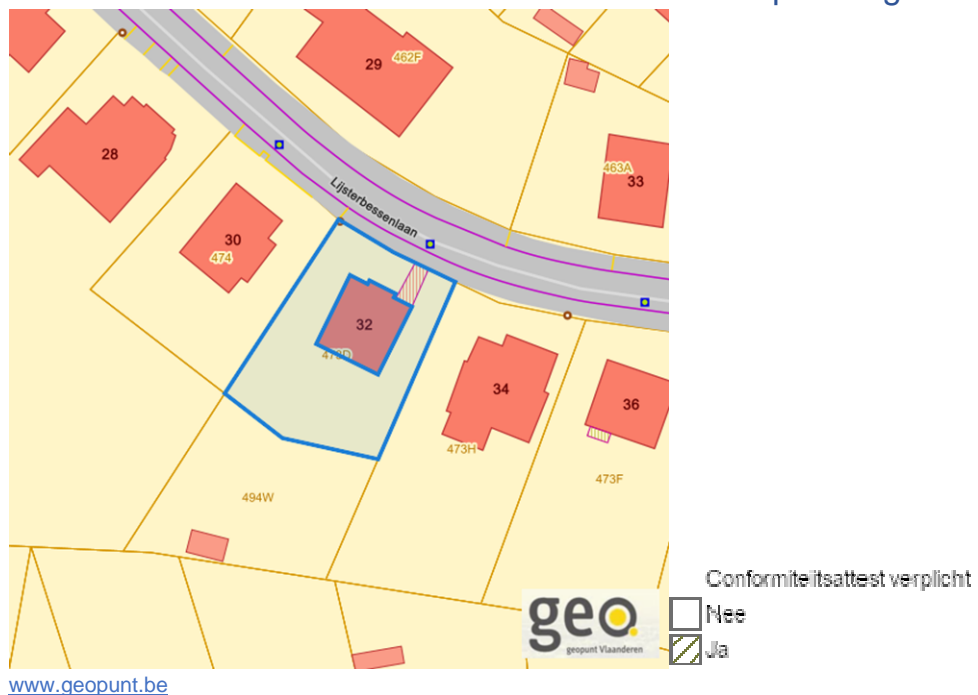 29
462F
28
463A
33
Lijsterbessenlaan
30
474
32
34
36
473H
473F
494W
geo.
geopunt Vlaanderen
Conformiteitsattest verplicht
Nee
Ja
www.geopunt.be